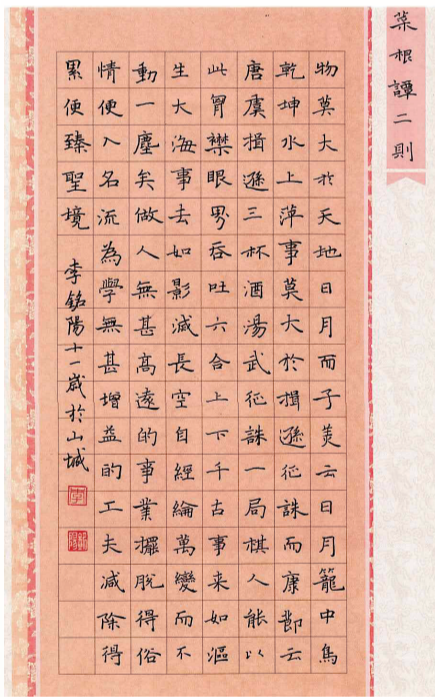 菜根譚二則
物莫大於天地日月而子美云日月籠中鳥
乾坤水上萍事莫大於揖遜征誅而康節云
唐虞揖遜三杯酒湯武征誅一局棋人能以
此胷襟眼界吞吐六合上下千古事来如漚
生大海事去如影滅長空自經綸萬變而不
動一塵矣做人無甚高遠的事業擺脫得俗
情便入名流為學無甚增益的工夫減除得
累便臻聖境 李銘陽十一歲於山城